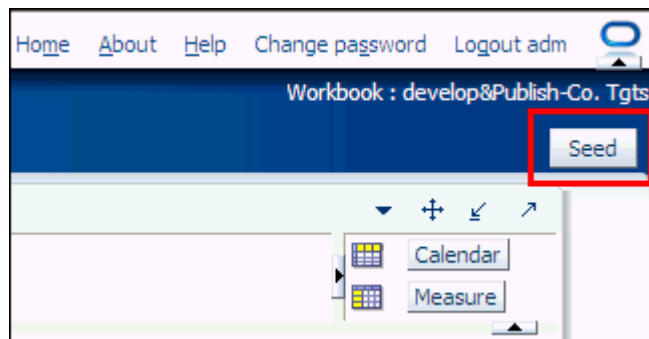 Home About Help Change password Logout adm
Workbook : develop&Publish-Co. Tgts
Seed
Calendar
Measure